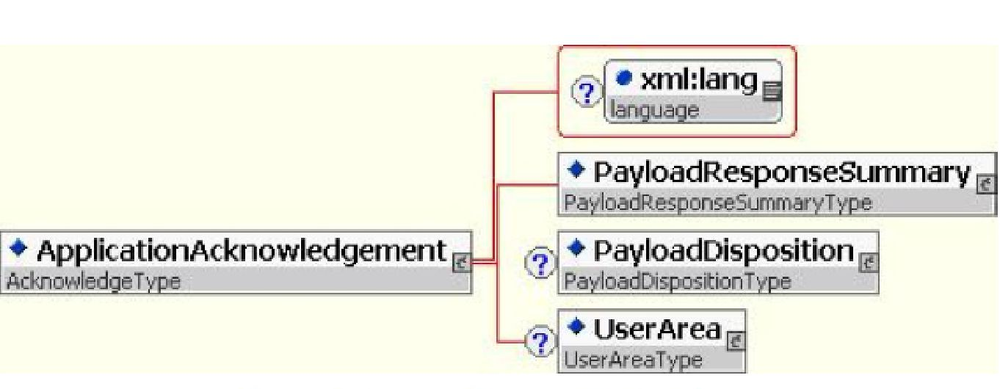 ? xml:lang
language
PayloadResponseSummary
PayloadResponseSummaryType
ApplicationAcknowledgement
AcknowledgeType
? PayloadDisposition
PayloadDispositionType
? UserArea
UserAreaType